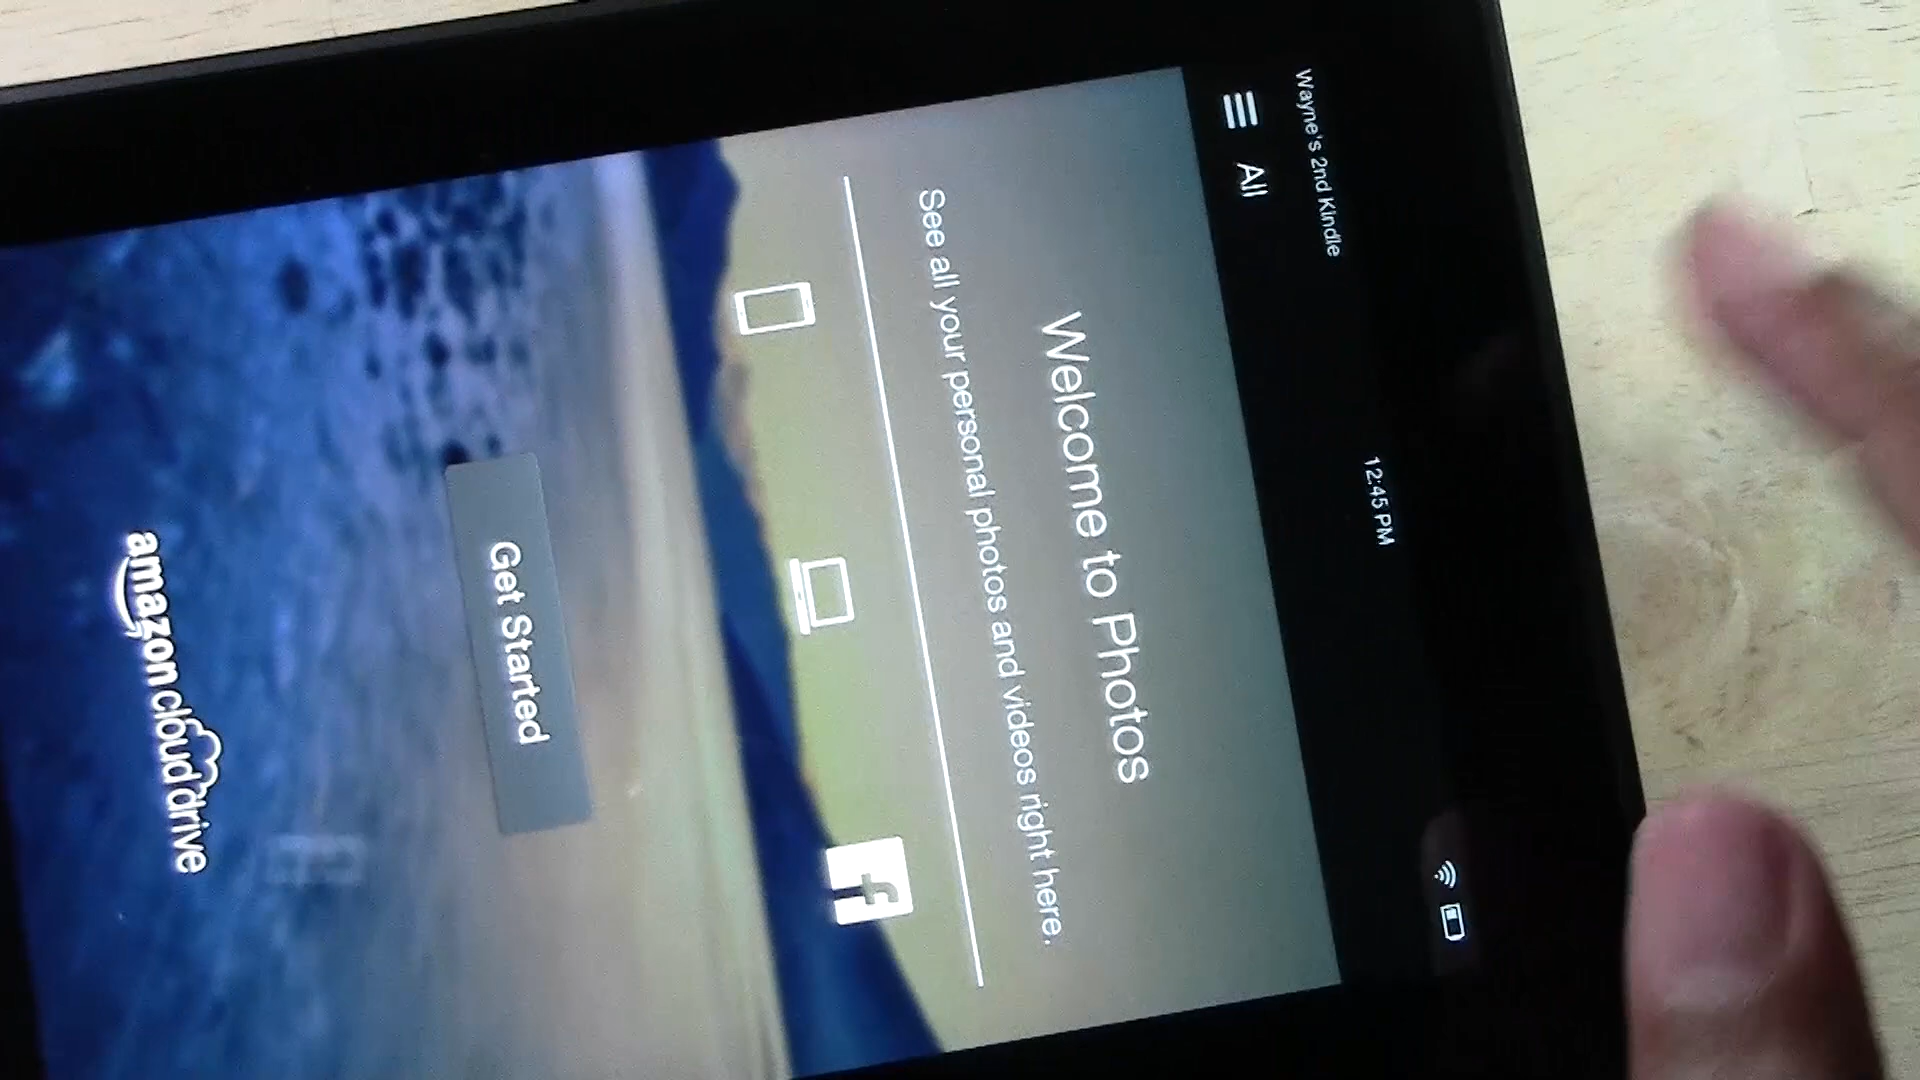 Wayne's 2nd Kindle
12:45 PM
All
Welcome to Photos
See all your personal photos and videos right here.
f
Get Started
amazon cloud drive